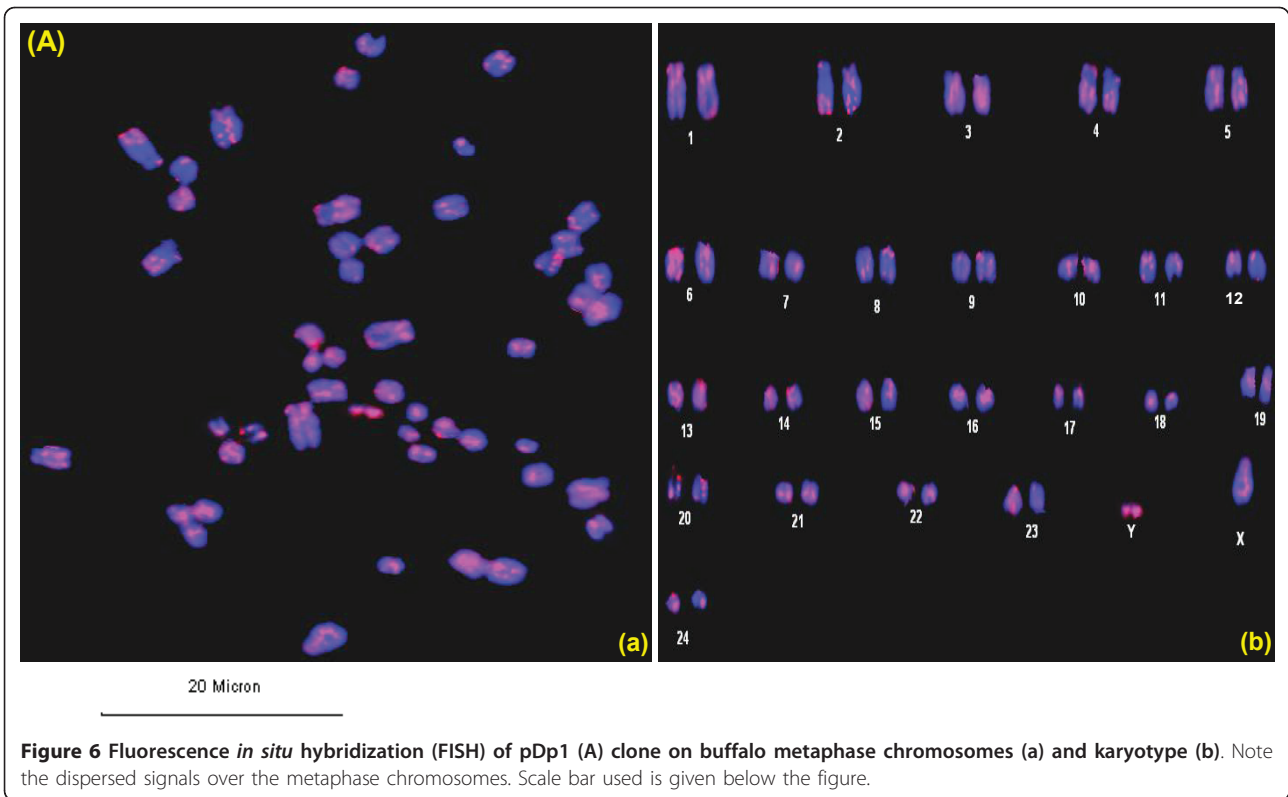 (A)
(a)
1 2 3 4 5
6 7 8 9 10 11 12
13 14 15 16 17 18 19
20 21 22 23 Y X
24
(b)
20 Micron
Figure 6 Fluorescence in situ hybridization (FISH) of pDp1 (A) clone on buffalo metaphase chromosomes (a) and karyotype (b). Note
the dispersed signals over the metaphase chromosomes. Scale bar used is given below the figure.